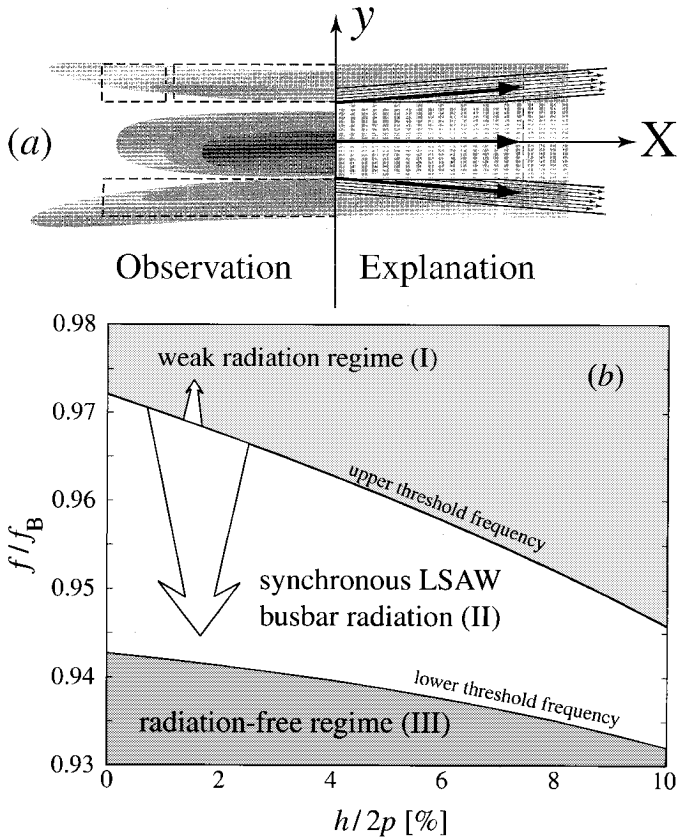 y
(a)
X
Observation
Explanation
0.98
weak radiation regime (I)
(b)
0.97
upper threshold frequency
0.96
f/f_B
synchronous LSAW
busbar radiation (II)
0.95
0.94
lower threshold frequency
radiation-free regime (III)
0.93
0
2
4
6
8
10
h/2p [%]